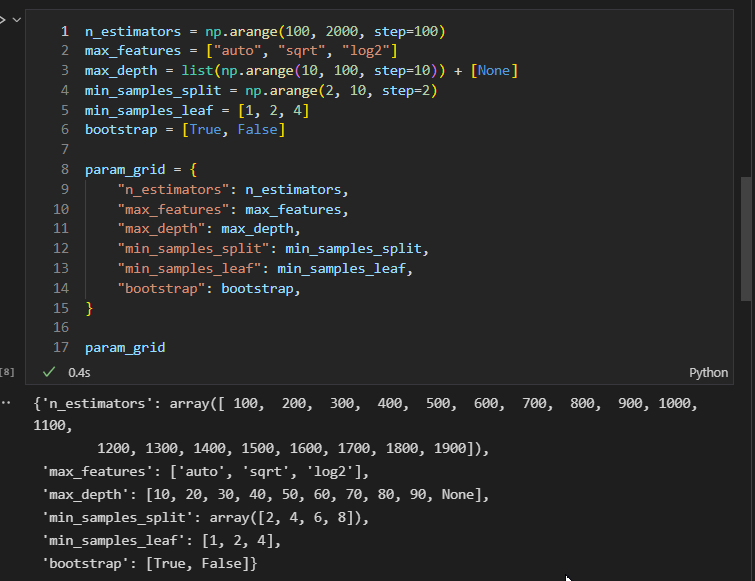 1 n_estimators = np.arange(100, 2000, step=100)
2 max_features = ["auto", "sqrt", "log2"]
3 max_depth = list(np.arange(10, 100, step=10)) + [None]
4 min_samples_split = np.arange(2, 10, step=2)
5 min_samples_leaf = [1, 2, 4]
6 bootstrap = [True, False]
7
8 param_grid = {
9     "n_estimators": n_estimators,
10     "max_features": max_features,
11     "max_depth": max_depth,
12     "min_samples_split": min_samples_split,
13     "min_samples_leaf": min_samples_leaf,
14     "bootstrap": bootstrap,
15 }
16
17 param_grid
[8] 0.4s Python
{'n_estimators': array([ 100,  200,  300,  400,  500,  600,  700,  800,  900, 1000,
1100,
        1200, 1300, 1400, 1500, 1600, 1700, 1800, 1900]),
 'max_features': ['auto', 'sqrt', 'log2'],
 'max_depth': [10, 20, 30, 40, 50, 60, 70, 80, 90, None],
 'min_samples_split': array([2, 4, 6, 8]),
 'min_samples_leaf': [1, 2, 4],
 'bootstrap': [True, False]}